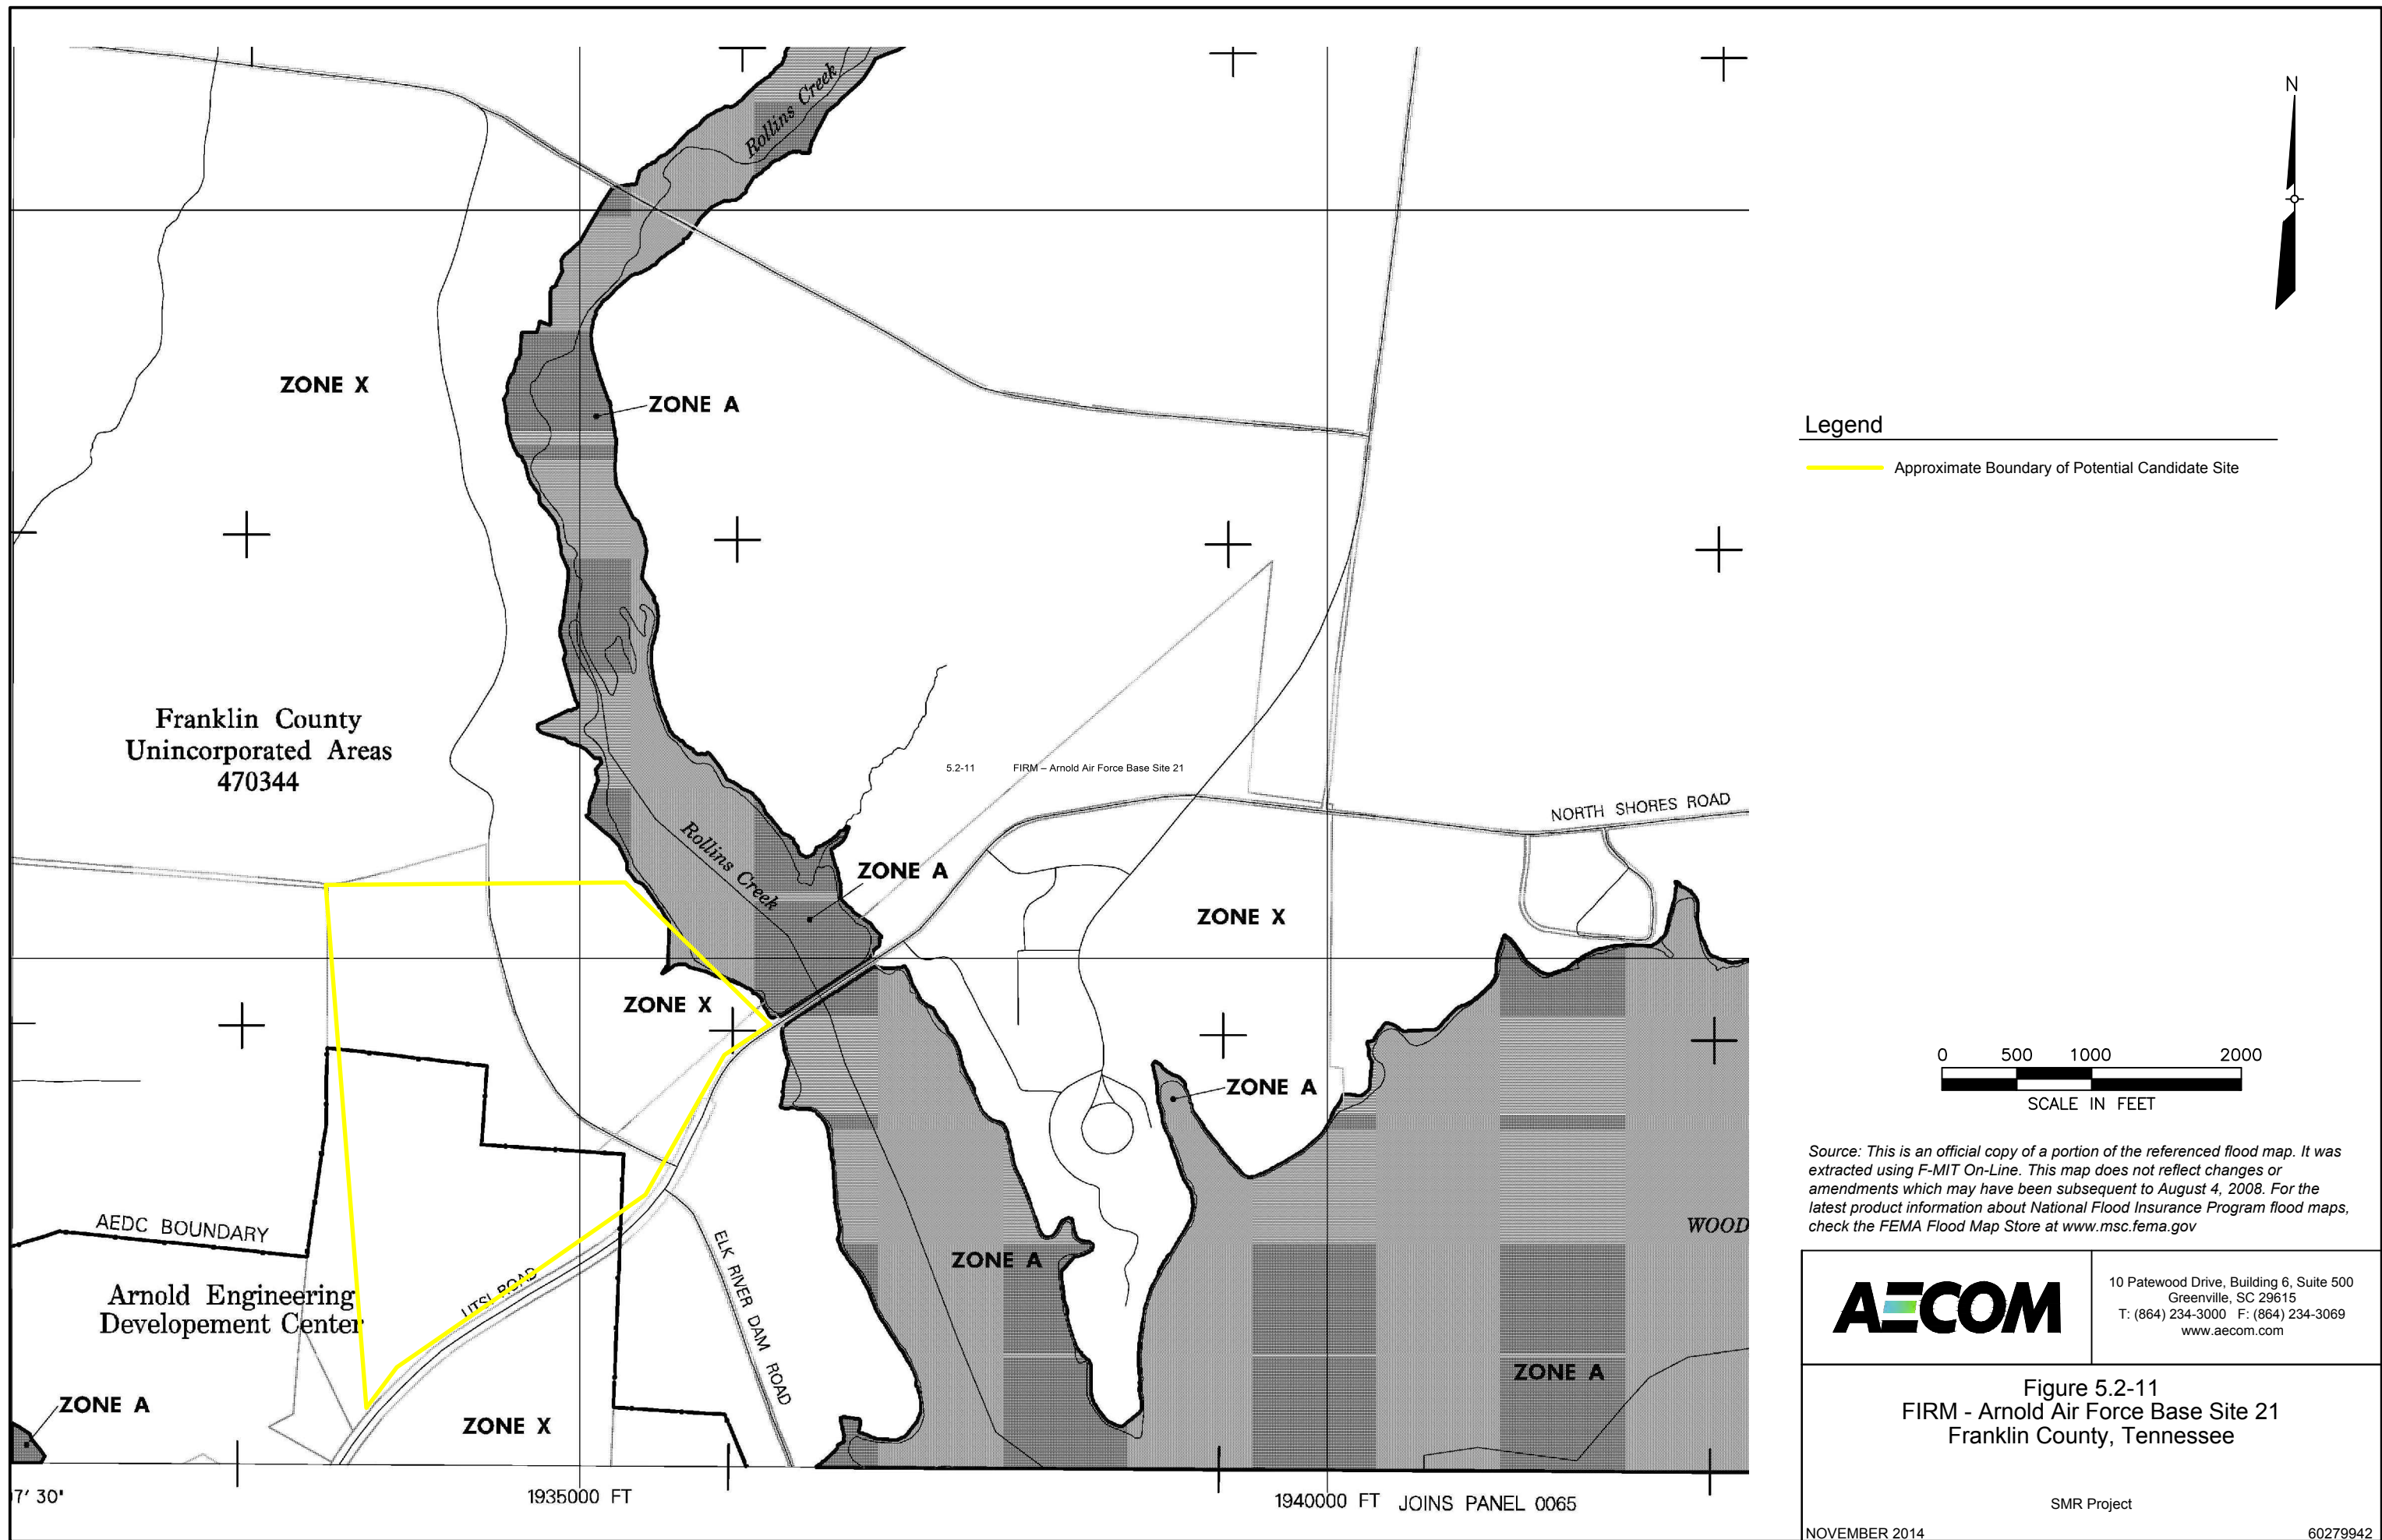 Rollins Creek
ZONE X
ZONE A
Franklin County
Unincorporated Areas
470344
5.2-11 FIRM – Arnold Air Force Base Site 21
NORTH SHORES ROAD
Rollins Creek
ZONE A
ZONE X
ZONE X
ZONE A
AEDC BOUNDARY
Arnold Engineering
Developement Center
UTSI ROAD
ELK RIVER DAM ROAD
ZONE A
WOOD
ZONE A
ZONE A
ZONE X
7' 30"
1935000 FT
1940000 FT
JOINS PANEL 0065
N
Legend
Approximate Boundary of Potential Candidate Site
0 500 1000 2000
SCALE IN FEET
Source: This is an official copy of a portion of the referenced flood map. It was
extracted using F-MIT On-Line. This map does not reflect changes or
amendments which may have been subsequent to August 4, 2008. For the
latest product information about National Flood Insurance Program flood maps,
check the FEMA Flood Map Store at www.msc.fema.gov
AECOM
10 Patewood Drive, Building 6, Suite 500
Greenville, SC 29615
T: (864) 234-3000 F: (864) 234-3069
www.aecom.com
Figure 5.2-11
FIRM - Arnold Air Force Base Site 21
Franklin County, Tennessee
SMR Project
NOVEMBER 2014
60279942